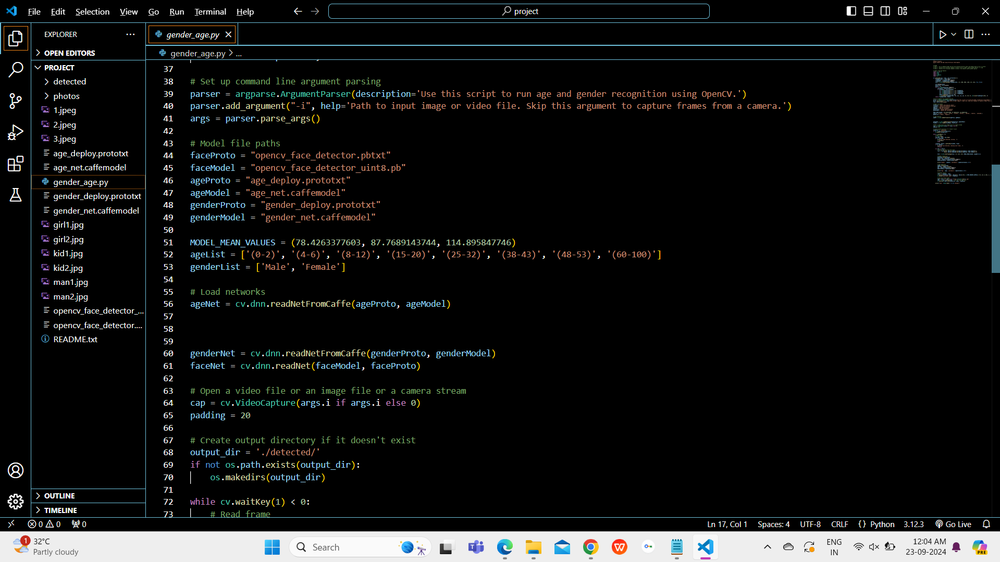 File Edit Selection View Go Run Terminal Help
project
EXPLORER
OPEN EDITORS
PROJECT
detected
photos
1.jpeg
2.jpeg
3.jpeg
age_deploy.prototxt
age_net.caffemodel
gender_age.py
gender_deploy.prototxt
gender_net.caffemodel
girl1.jpg
girl2.jpg
kid1.jpg
kid2.jpg
man1.jpg
man2.jpg
opencv_face_detector_...
opencv_face_detector....
README.txt
OUTLINE
TIMELINE
gender_age.py
gender_age.py > ...
37
38 # Set up command line argument parsing
39 parser = argparse.ArgumentParser(description='Use this script to run age and gender recognition using OpenCV.')
40 parser.add_argument("-i", help='Path to input image or video file. Skip this argument to capture frames from a camera.')
41 args = parser.parse_args()
42
43 # Model file paths
44 faceProto = "opencv_face_detector.pbtxt"
45 faceModel = "opencv_face_detector_uint8.pb"
46 ageProto = "age_deploy.prototxt"
47 ageModel = "age_net.caffemodel"
48 genderProto = "gender_deploy.prototxt"
49 genderModel = "gender_net.caffemodel"
50
51 MODEL_MEAN_VALUES = (78.4263377603, 87.7689143744, 114.895847746)
52 ageList = ['(0-2)', '(4-6)', '(8-12)', '(15-20)', '(25-32)', '(38-43)', '(48-53)', '(60-100)']
53 genderList = ['Male', 'Female']
54
55 # Load networks
56 ageNet = cv.dnn.readNetFromCaffe(ageProto, ageModel)
57
58
59
60 genderNet = cv.dnn.readNetFromCaffe(genderProto, genderModel)
61 faceNet = cv.dnn.readNet(faceModel, faceProto)
62
63 # Open a video file or an image file or a camera stream
64 cap = cv.VideoCapture(args.i if args.i else 0)
65 padding = 20
66
67 # Create output directory if it doesn't exist
68 output_dir = './detected/'
69 if not os.path.exists(output_dir):
70 os.makedirs(output_dir)
71
72 while cv.waitKey(1) < 0:
73 # Read frame
0 0 0 Ln 17, Col 1 Spaces: 4 UTF-8 CRLF {} Python 3.12.3 Go Live
1 32°C
Partly cloudy
Search
PRE
ENG
IN
12:04 AM
23-09-2024